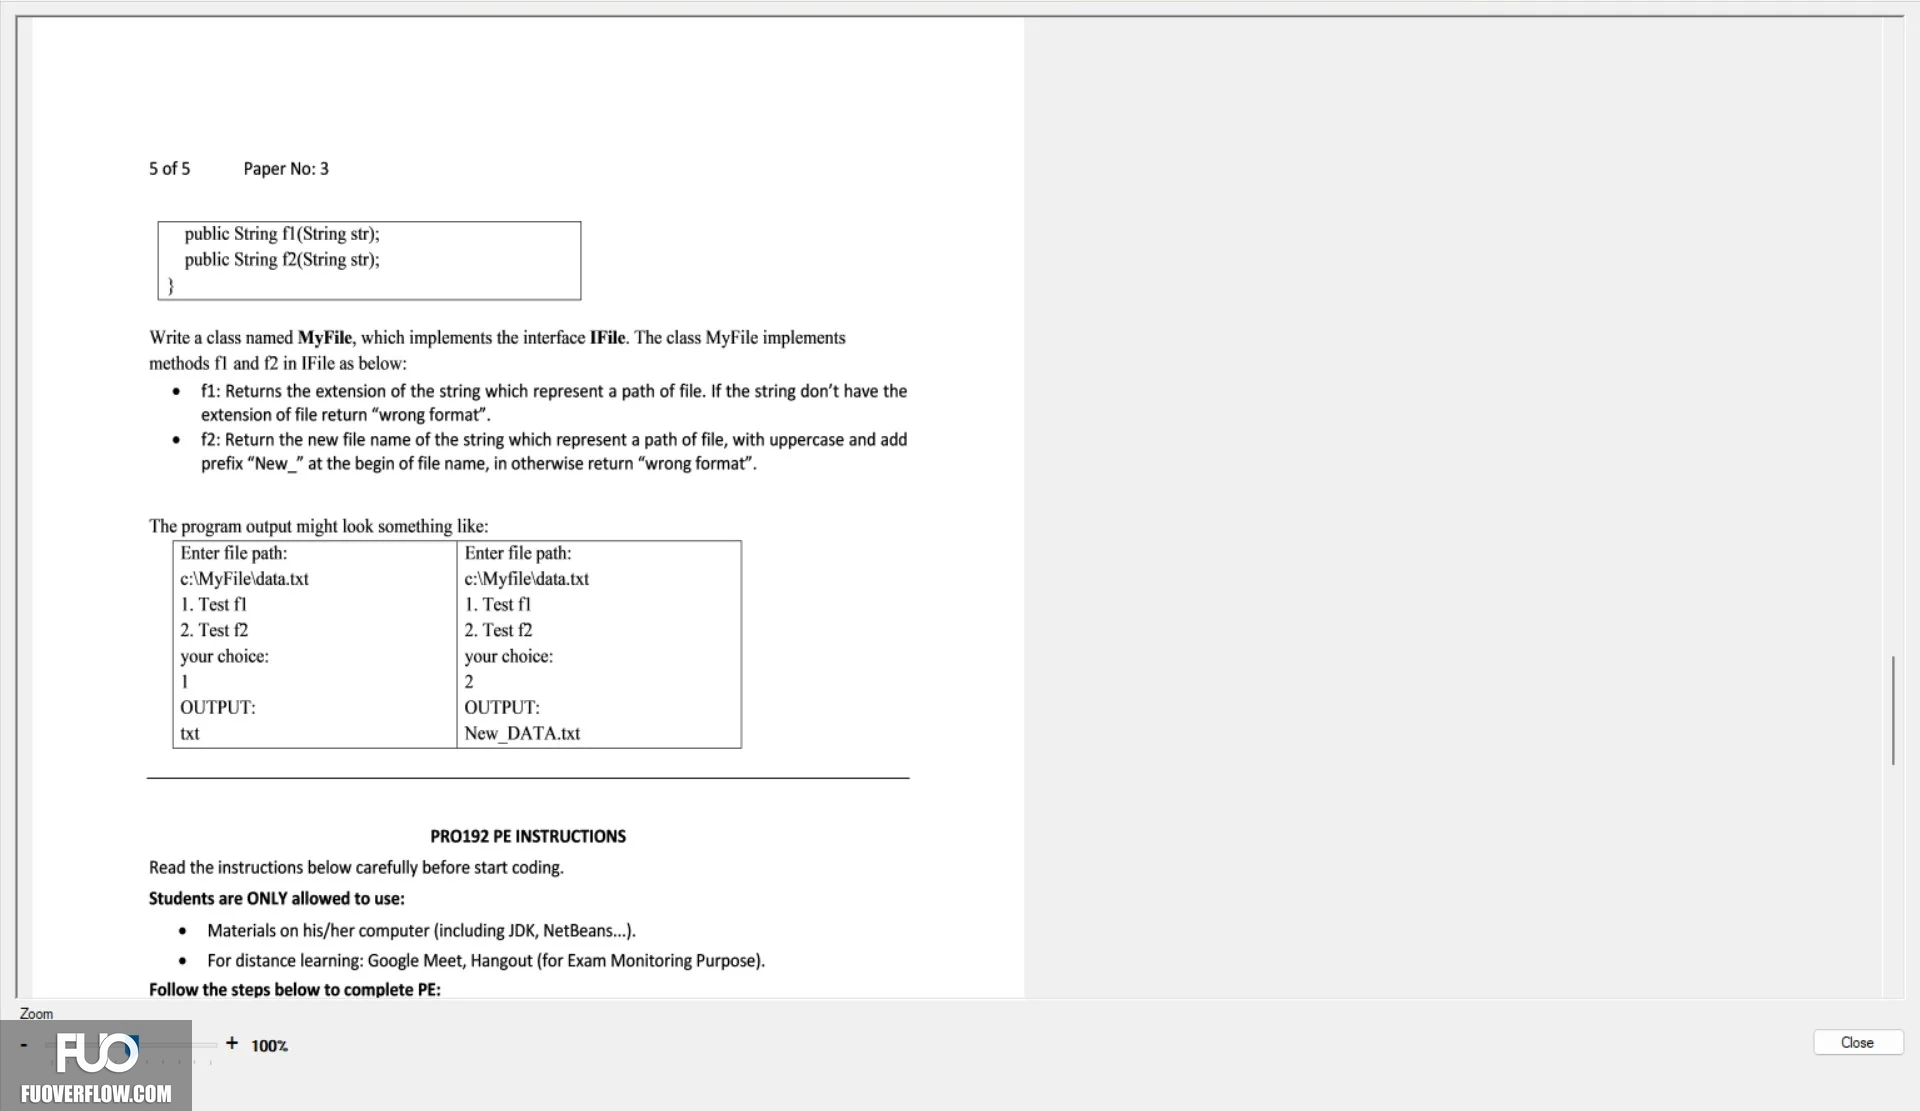 5 of 5 Paper No: 3
public String f1(String str);
public String f2(String str);
}
Write a class named MyFile, which implements the interface IFile. The class MyFile implements
methods f1 and f2 in IFile as below:
• f1: Returns the extension of the string which represent a path of file. If the string don’t have the
extension of file return “wrong format”.
• f2: Return the new file name of the string which represent a path of file, with uppercase and add
prefix “New_” at the begin of file name, in otherwise return “wrong format”.
The program output might look something like:
Enter file path:
c:\MyFile\data.txt
1. Test f1
2. Test f2
your choice:
1
OUTPUT:
txt
Enter file path:
c:\Myfile\data.txt
1. Test f1
2. Test f2
your choice:
2
OUTPUT:
New_DATA.txt
PRO192 PE INSTRUCTIONS
Read the instructions below carefully before start coding.
Students are ONLY allowed to use:
• Materials on his/her computer (including JDK, NetBeans...).
• For distance learning: Google Meet, Hangout (for Exam Monitoring Purpose).
Follow the steps below to complete PE:
Zoom
- + 100%
Close
FUO
FUOVERFLOW.COM